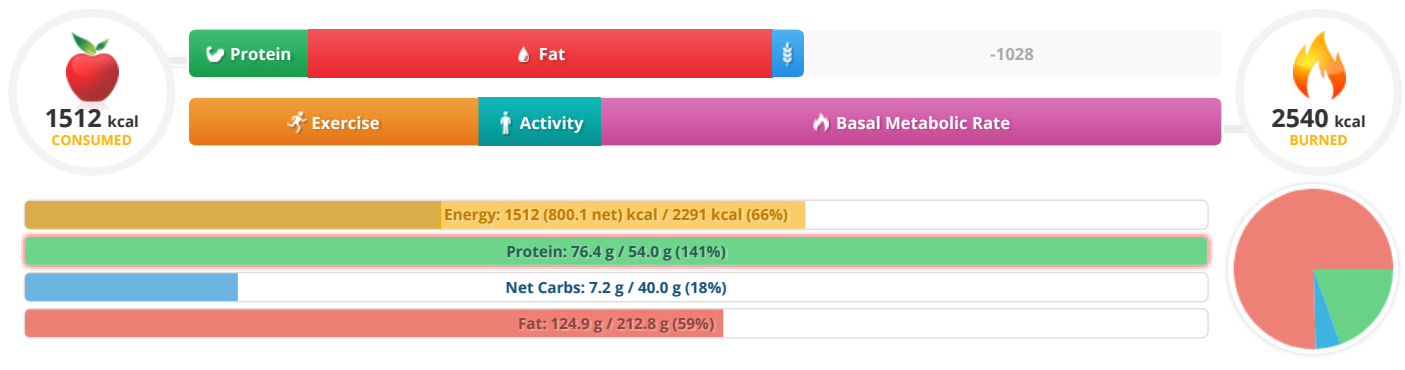 Protein
Fat
-1028
1512 kcal
CONSUMED
Exercise
Activity
Basal Metabolic Rate
2540 kcal
BURNED
Energy: 1512 (800.1 net) kcal / 2291 kcal (66%)
Protein: 76.4 g / 54.0 g (141%)
Net Carbs: 7.2 g / 40.0 g (18%)
Fat: 124.9 g / 212.8 g (59%)